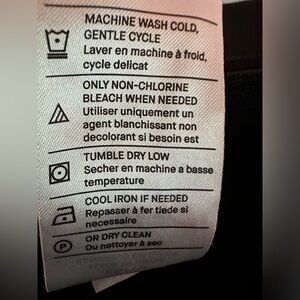 MACHINE WASH COLD,
GENTLE CYCLE
Laver en machine à froid,
cycle delicat
ONLY NON-CHLORINE
BLEACH WHEN NEEDED
Utiliser uniquement un
agent blanchissant non
decolorant si besoin est
TUMBLE DRY LOW
Secher en machine a basse
temperature
COOL IRON IF NEEDED
Repasser à fer tiede si
necessaire
OR DRY CLEAN
Ou nettoyer à sec
P